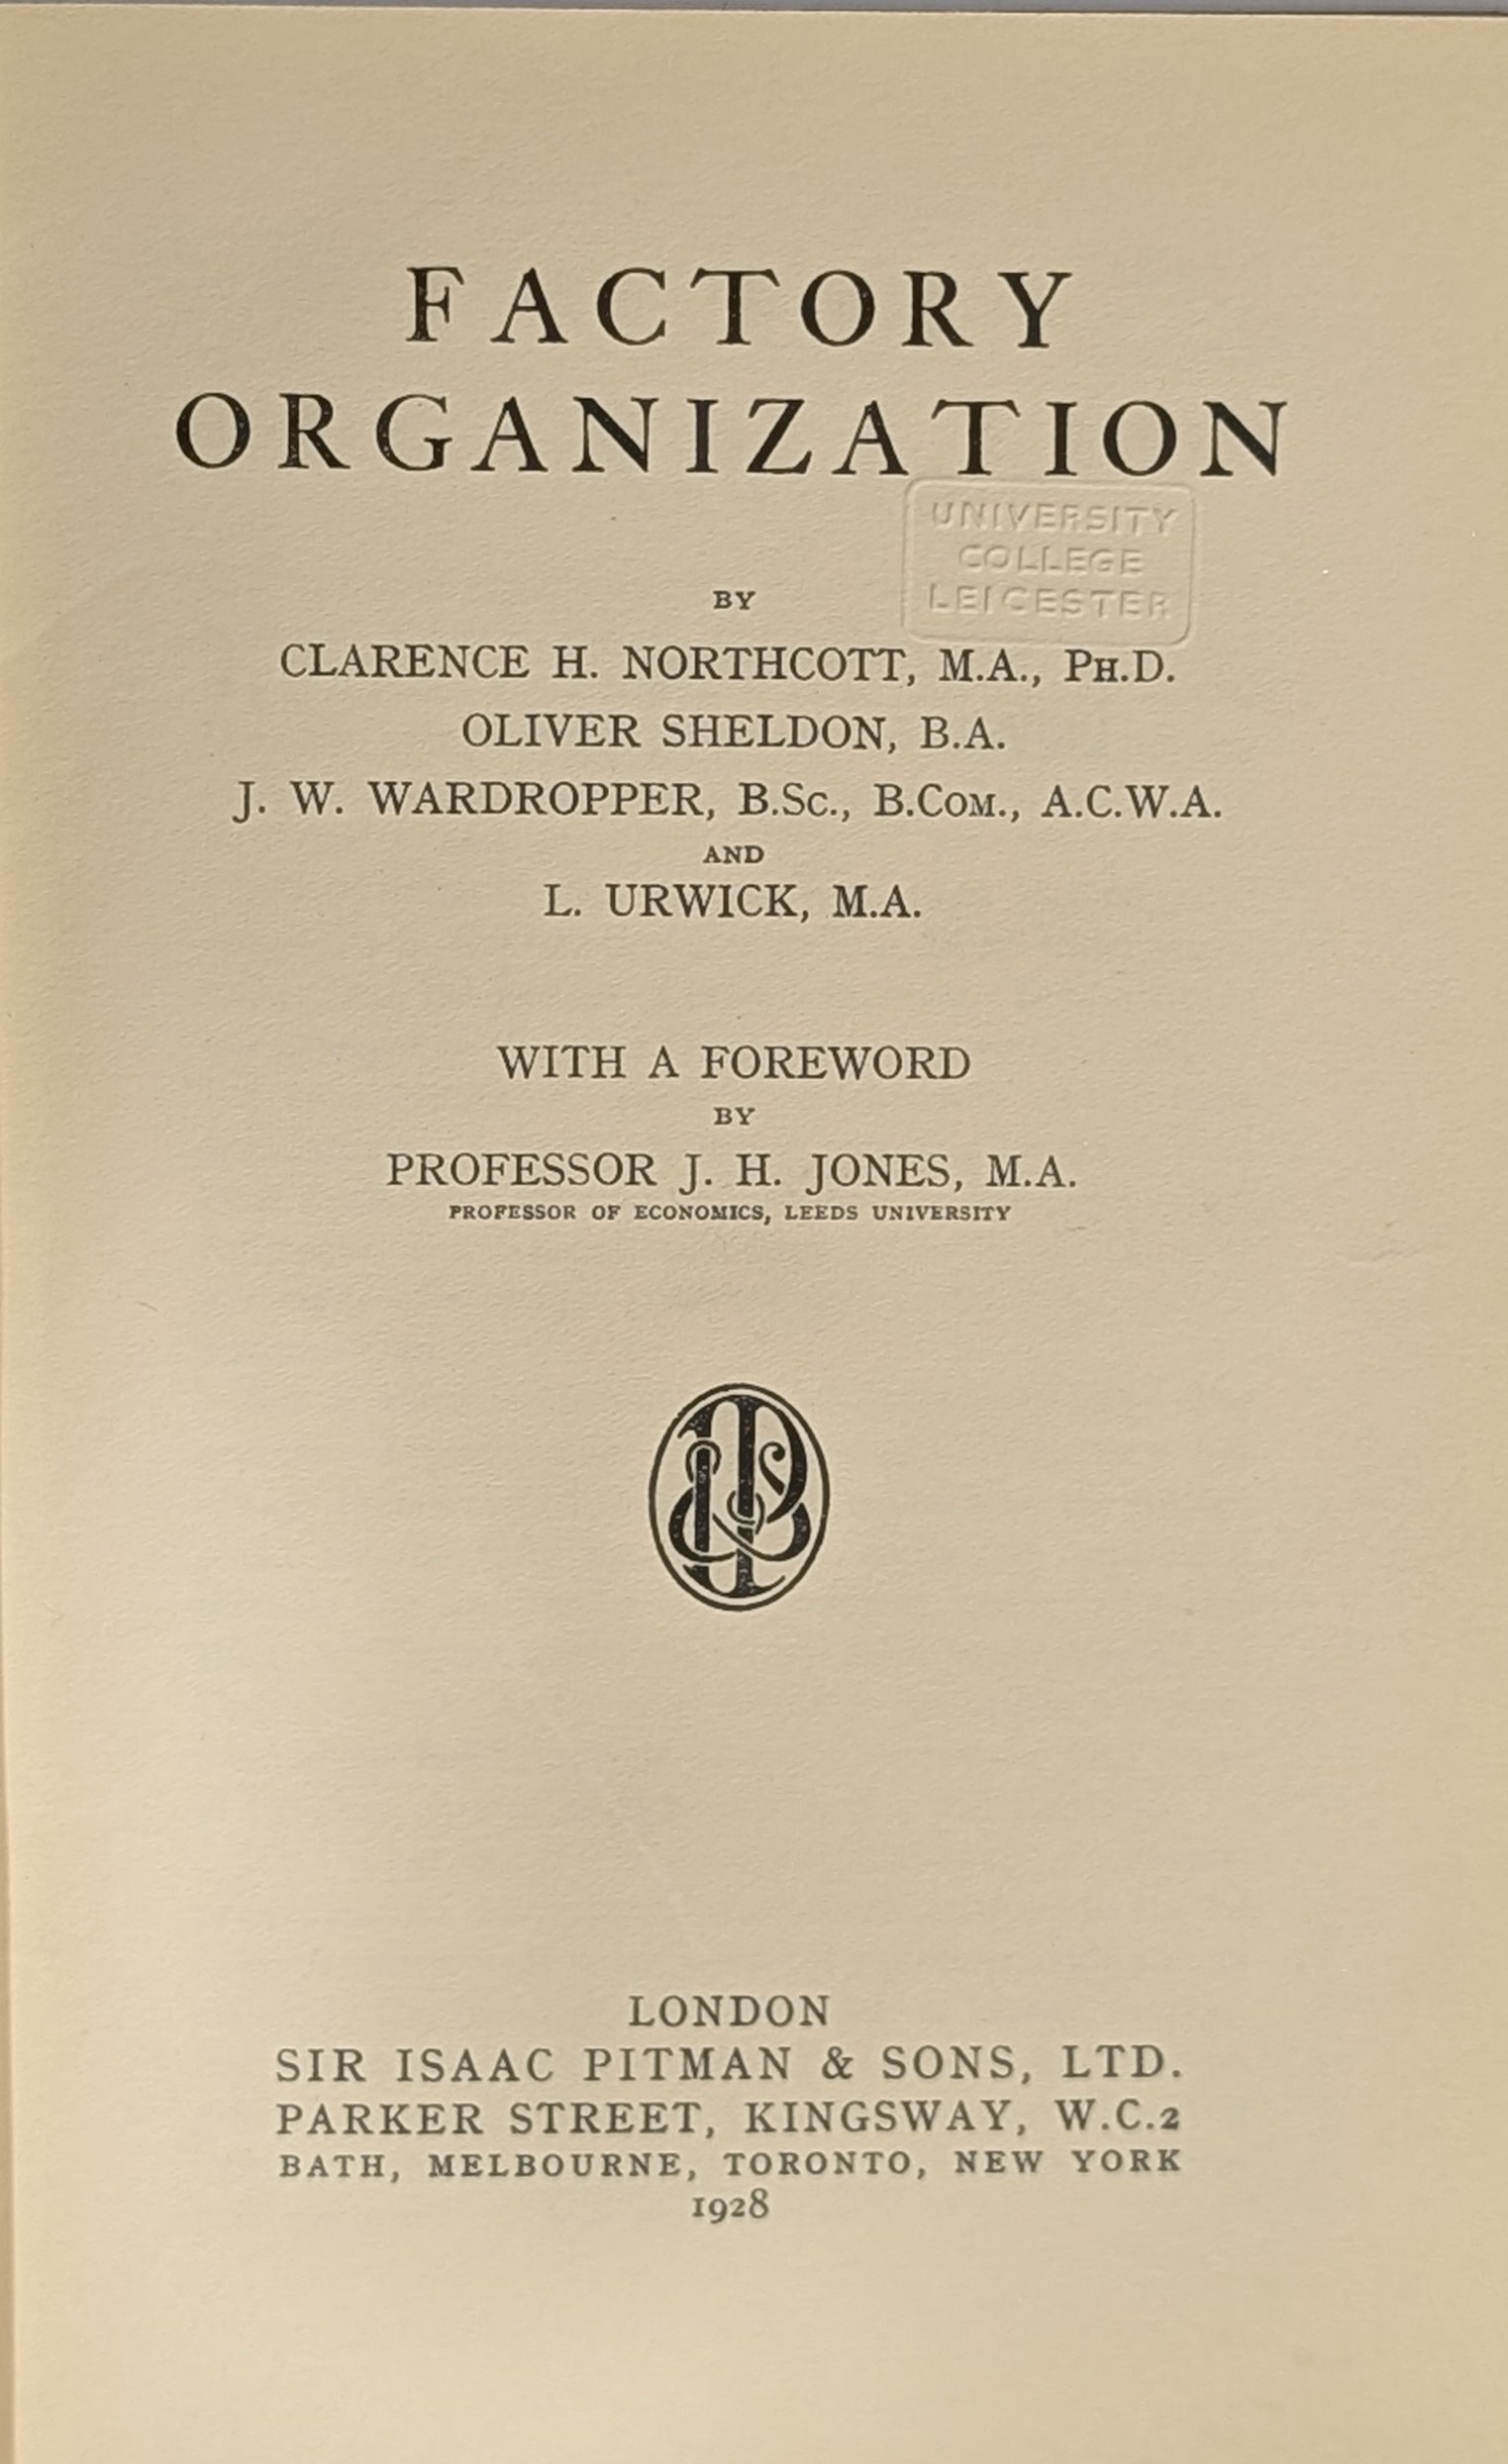 FACTORY
ORGANIZATION
UNIVERSITY
COLLEGE
LEICESTER
BY
CLARENCE H. NORTHCOTT, M.A., PH.D.
OLIVER SHELDON, B.A.
J. W. WARDROPPER, B.SC., B.COM., A.C.W.A.
AND
L. URWICK, M.A.
WITH A FOREWORD
BY
PROFESSOR J. H. JONES, M.A.
PROFESSOR OF ECONOMICS, LEEDS UNIVERSITY
LONDON
SIR ISAAC PITMAN & SONS, LTD.
PARKER STREET, KINGSWAY, W.C.2
BATH, MELBOURNE, TORONTO, NEW YORK
1928